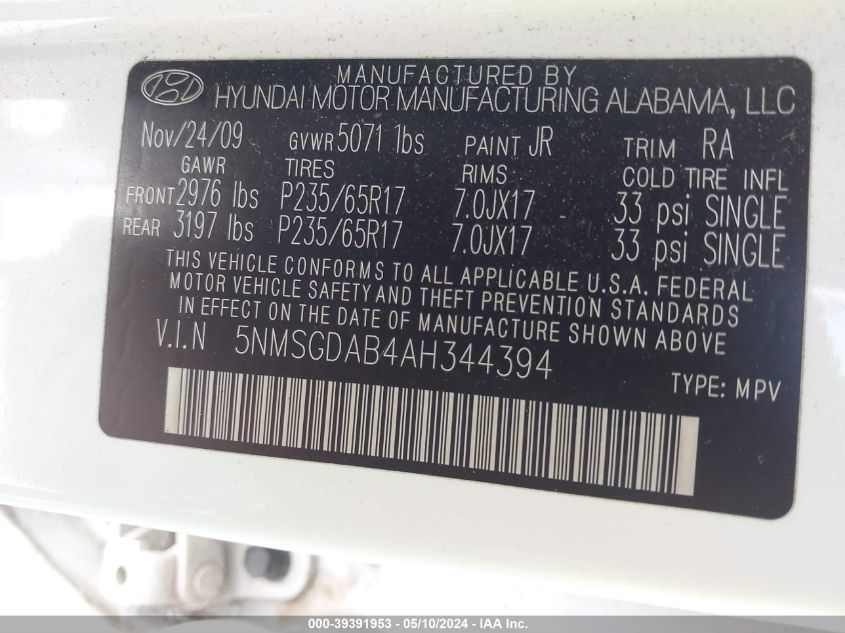 MANUFACTURED BY
HYUNDAI MOTOR MANUFACTURING ALABAMA, LLC
Nov/24/09 GVWR 5071 lbs PAINT JR TRIM RA
GAWR TIRES RIMS COLD TIRE INFL
FRONT 2976 lbs P235/65R17 7.0JX17 33 psi SINGLE
REAR 3197 lbs P235/65R17 7.0JX17 33 psi SINGLE
THIS VEHICLE CONFORMS TO ALL APPLICABLE U.S.A. FEDERAL
MOTOR VEHICLE SAFETY AND THEFT PREVENTION STANDARDS
IN EFFECT ON THE DATE OF MANUFACTURE SHOWN ABOVE
V.I.N 5NMSGDAB4AH344394
TYPE: MPV
000-39391953 - 05/10/2024 - IAA Inc.